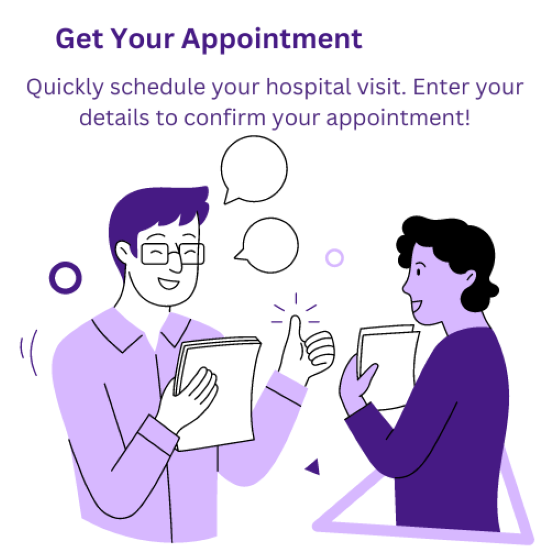 Get Your Appointment
Quickly schedule your hospital visit. Enter your
details to confirm your appointment!